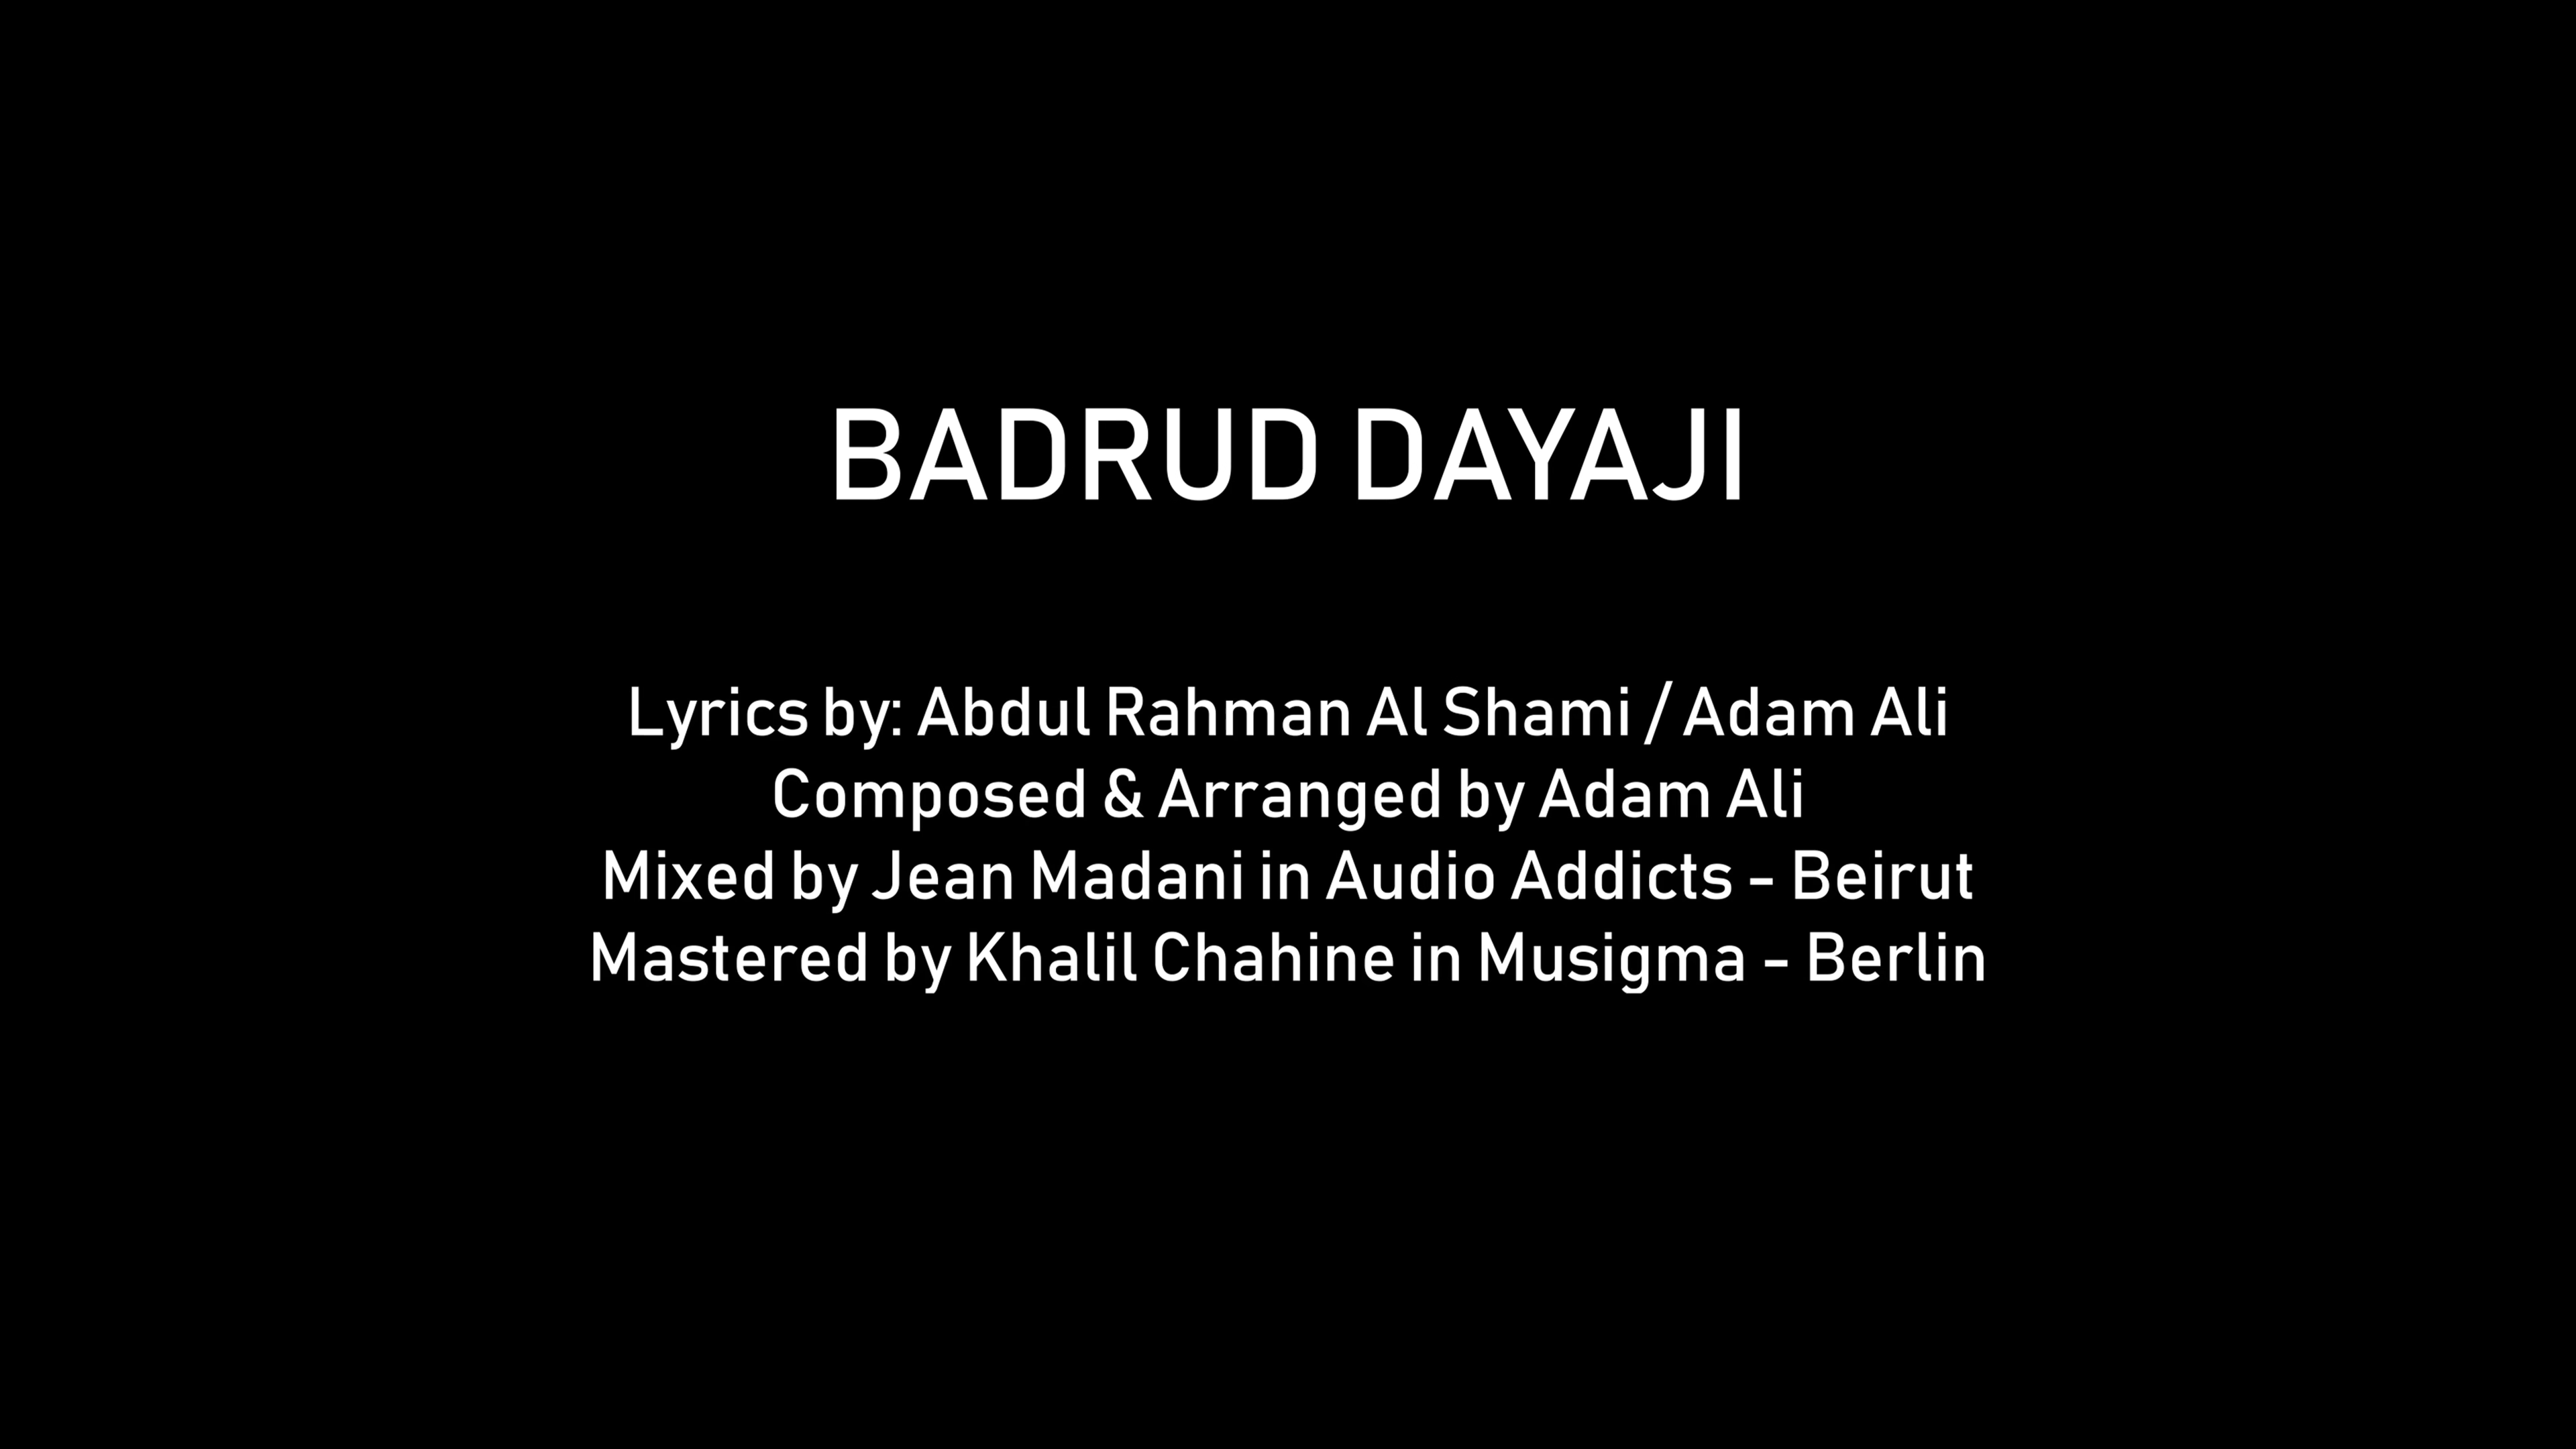 BADRUD DAYAJI
Lyrics by: Abdul Rahman Al Shami / Adam Ali
Composed & Arranged by Adam Ali
Mixed by Jean Madani in Audio Addicts - Beirut
Mastered by Khalil Chahine in Musigma - Berlin